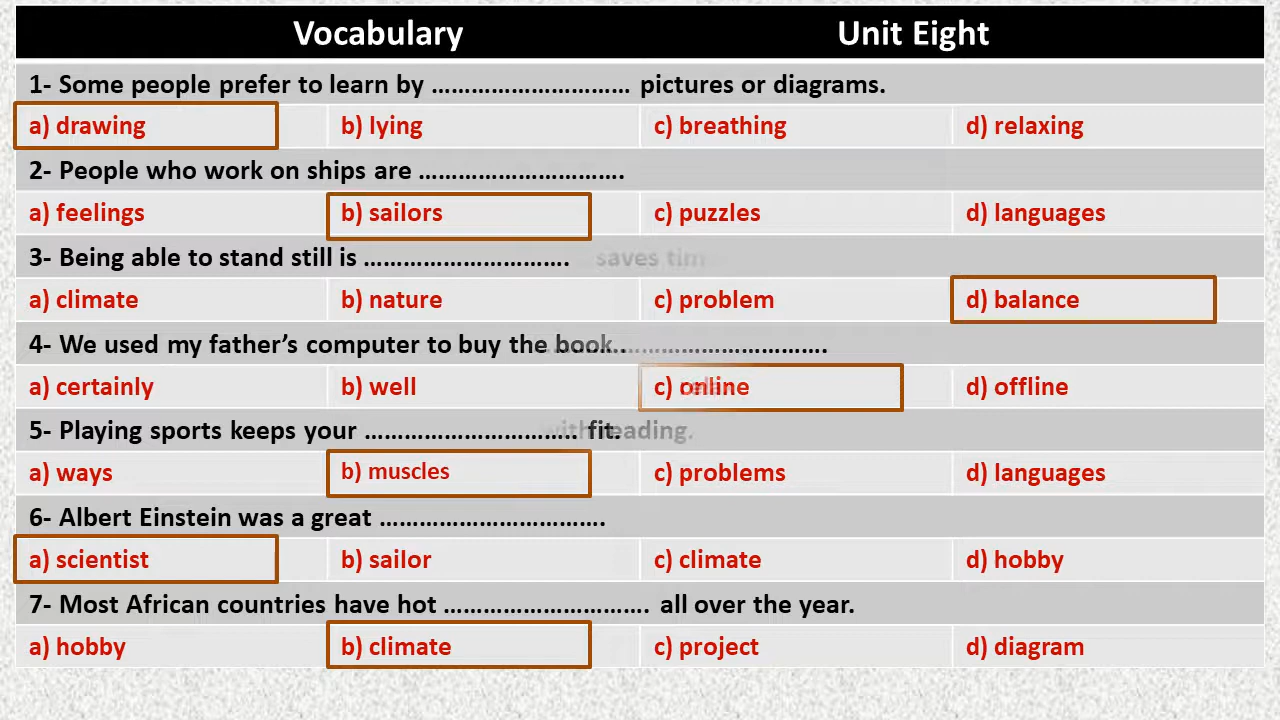 Vocabulary Unit Eight
1- Some people prefer to learn by ………………………… pictures or diagrams.
a) drawing b) lying c) breathing d) relaxing
2- People who work on ships are ………………………….
a) feelings b) sailors c) puzzles d) languages
3- Being able to stand still is …………………………. saves tim
a) climate b) nature c) problem d) balance
4- We used my father’s computer to buy the book………………………….
a) certainly b) well c) online d) offline
5- Playing sports keeps your ………………………….. fit. with reading.
a) ways b) muscles c) problems d) languages
6- Albert Einstein was a great …………………………….
a) scientist b) sailor c) climate d) hobby
7- Most African countries have hot …………………………. all over the year.
a) hobby b) climate c) project d) diagram